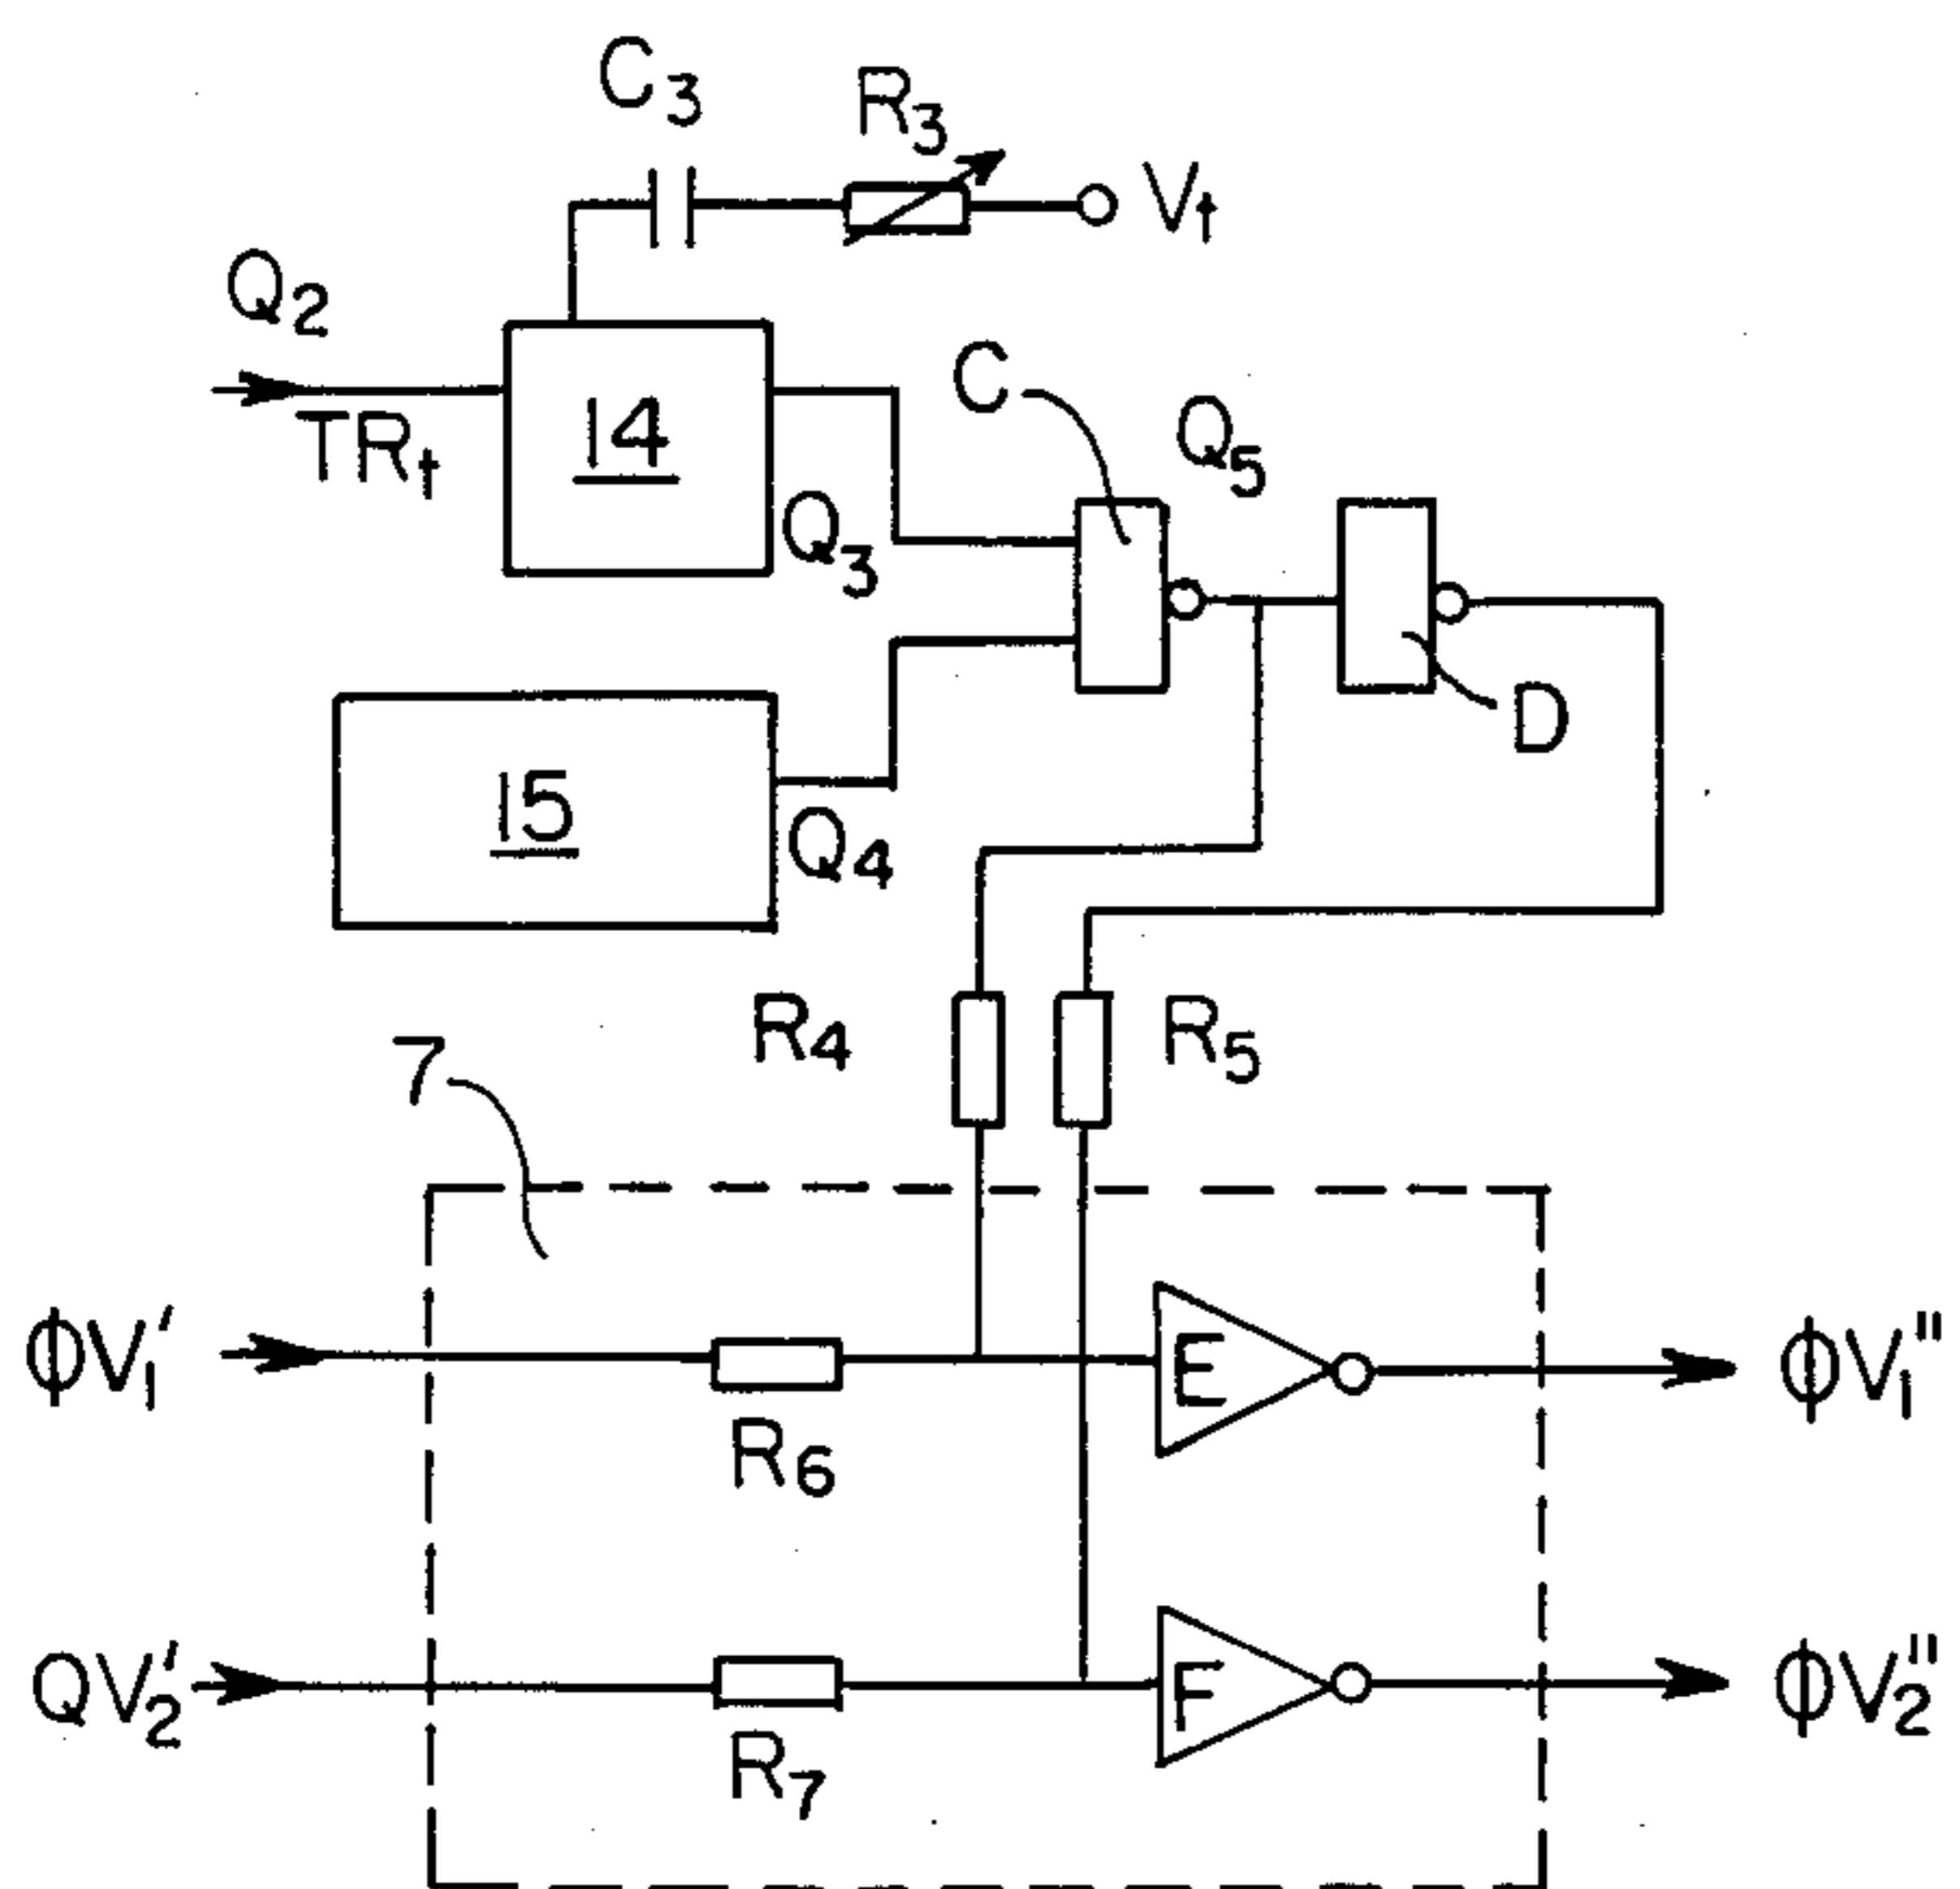 C3
R3
Vt
Q2
TRt
14
C
Q5
Q3
D
15
Q4
R4
R5
7
ΦV1'
E
ΦV1"
R6
QV2'
F
ΦV2"
R7